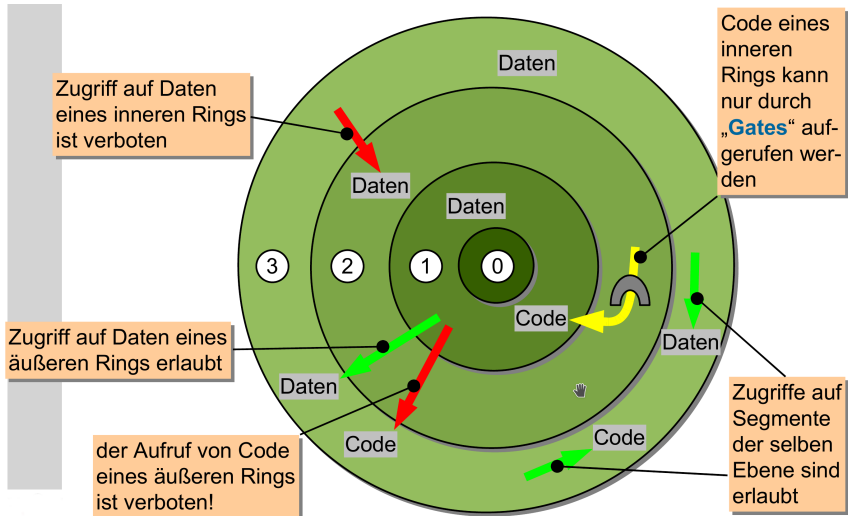 Zugriff auf Daten
eines inneren Rings
ist verboten
Daten
Code eines
inneren
Rings kann
nur durch
„Gates“ auf-
gerufen wer-
den
Daten
Daten
3
2
1
0
Code
Zugriff auf Daten eines
äußeren Rings erlaubt
Daten
Daten
Code
Code
der Aufruf von Code
eines äußeren Rings
ist verboten!
Zugriffe auf
Segmente
der selben
Ebene sind
erlaubt